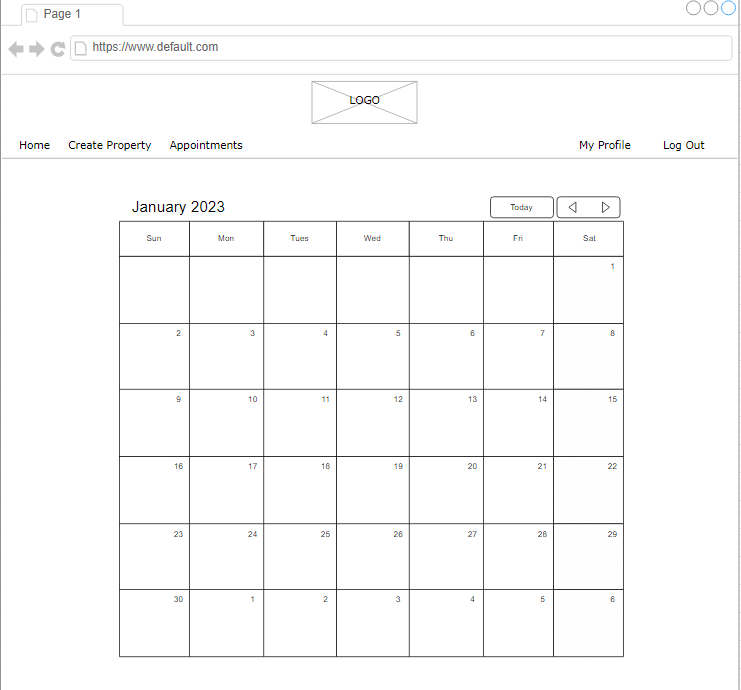 Page 1
https://www.default.com
LOGO
Home Create Property Appointments My Profile Log Out
January 2023 Today
Sun Mon Tues Wed Thu Fri Sat
1
2 3 4 5 6 7 8
9 10 11 12 13 14 15
16 17 18 19 20 21 22
23 24 25 26 27 28 29
30 1 2 3 4 5 6